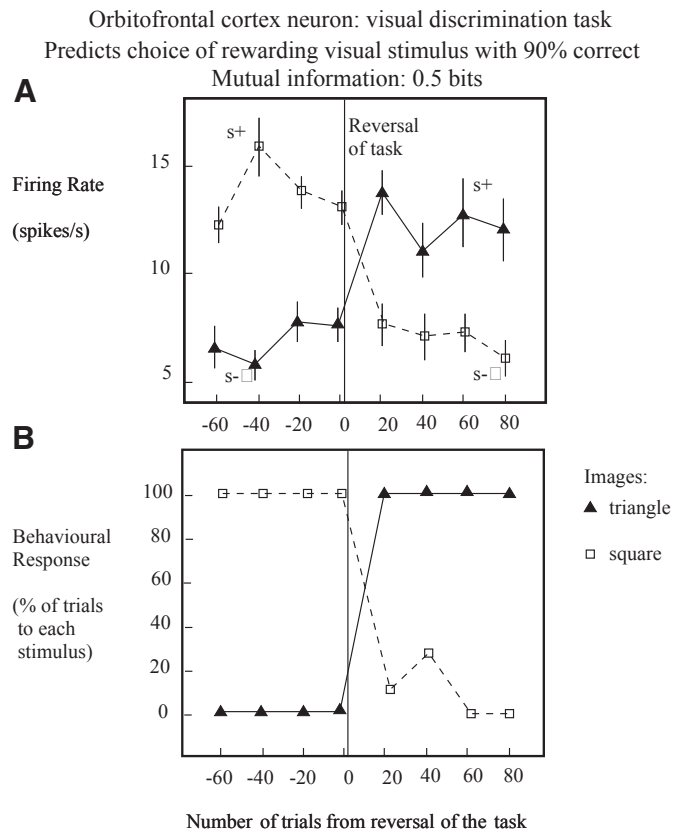 Orbitofrontal cortex neuron: visual discrimination task
Predicts choice of rewarding visual stimulus with 90% correct
Mutual information: 0.5 bits
A
Firing Rate
(spikes/s)
15
10
5
s+
Reversal
of task
s+
s-
s-
-60 -40 -20 0 20 40 60 80
B
Behavioural
Response
(% of trials
to each
stimulus)
100
80
60
40
20
0
-60 -40 -20 0 20 40 60 80
Images:
triangle
square
Number of trials from reversal of the task